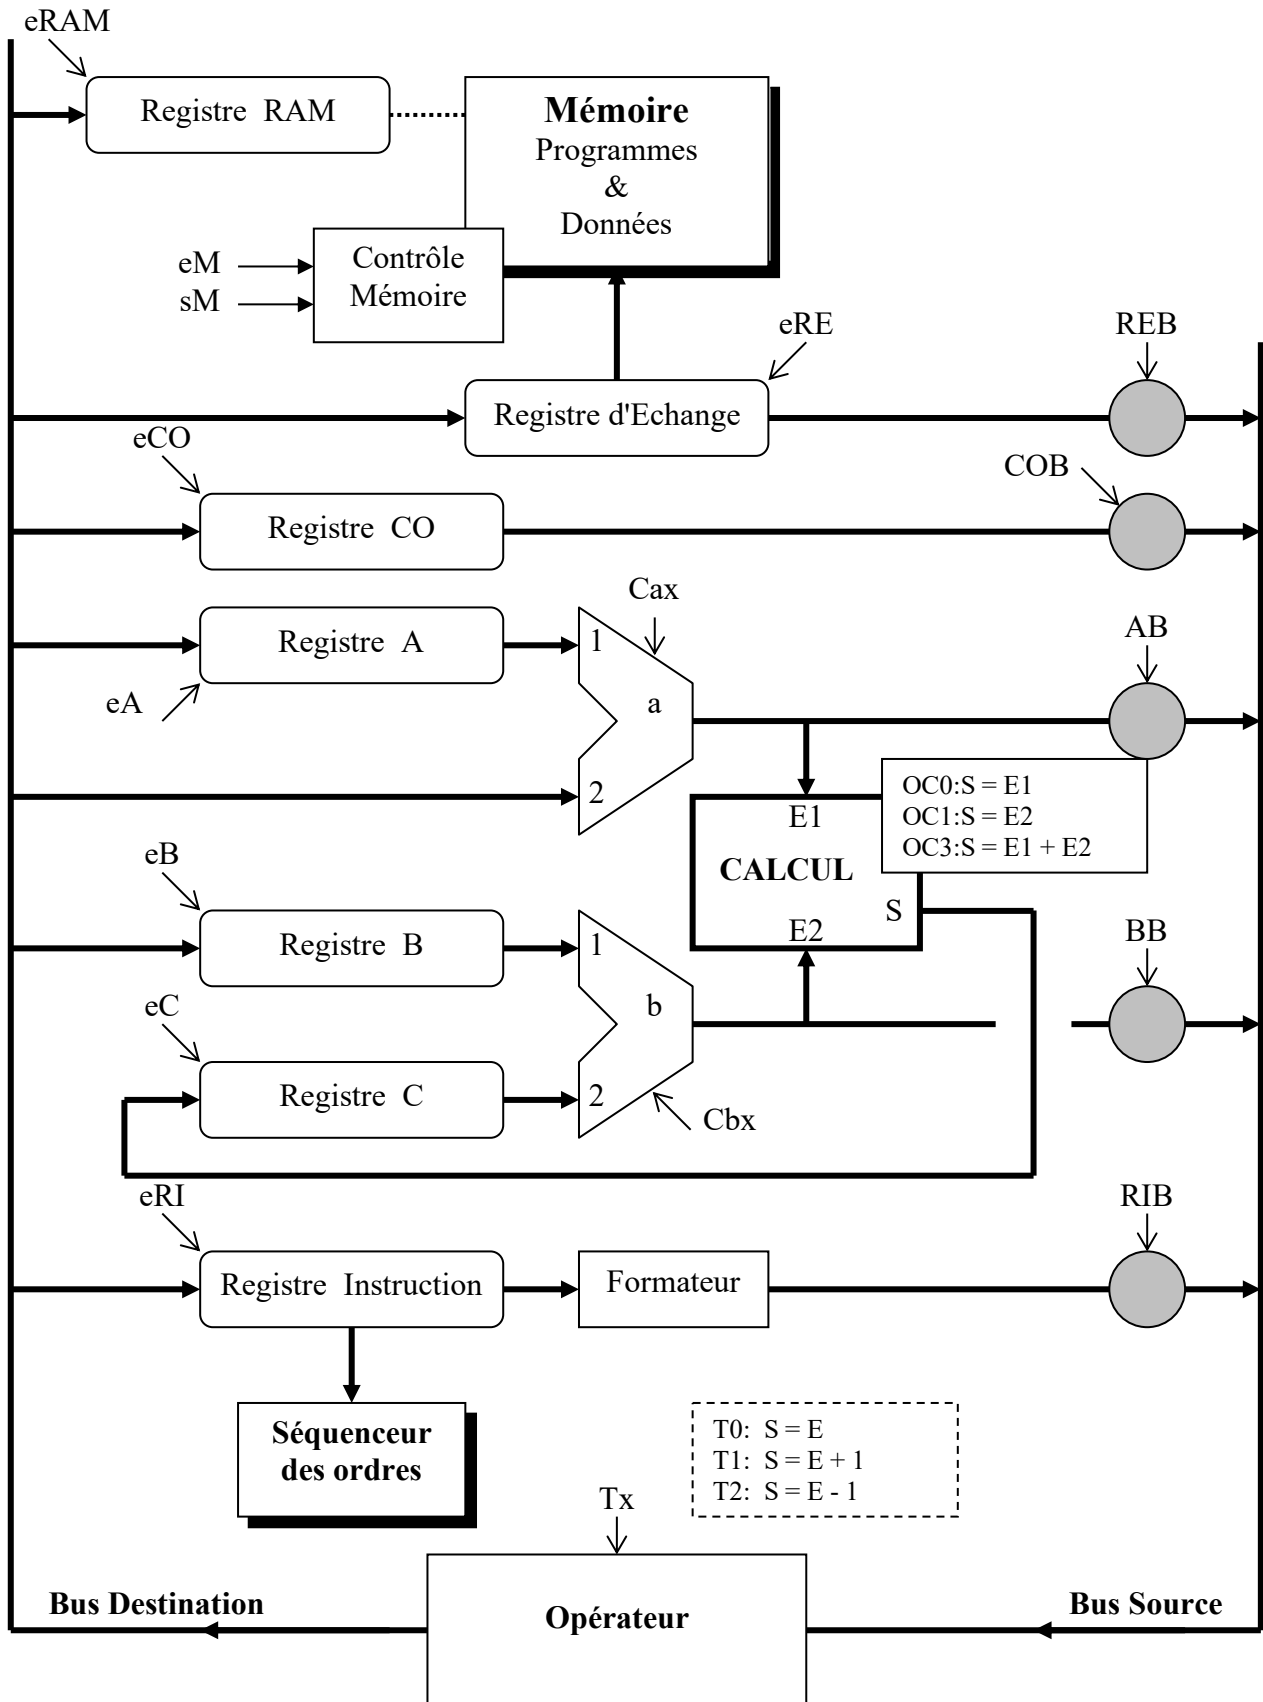 eRAM
Registre RAM
Mémoire
Programmes
&
Données
eM
sM
Contrôle
Mémoire
eRE
REB
Registre d'Echange
eCO
COB
Registre CO
Cax
Registre A
1
AB
eA
a
2
OC0:S = E1
OC1:S = E2
OC3:S = E1 + E2
E1
CALCUL
eB
S
E2
Registre B
1
BB
eC
b
Registre C
2
Cbx
eRI
RIB
Registre Instruction
Formateur
Séquenceur
des ordres
T0: S = E
T1: S = E + 1
T2: S = E - 1
Tx
Bus Destination
Opérateur
Bus Source